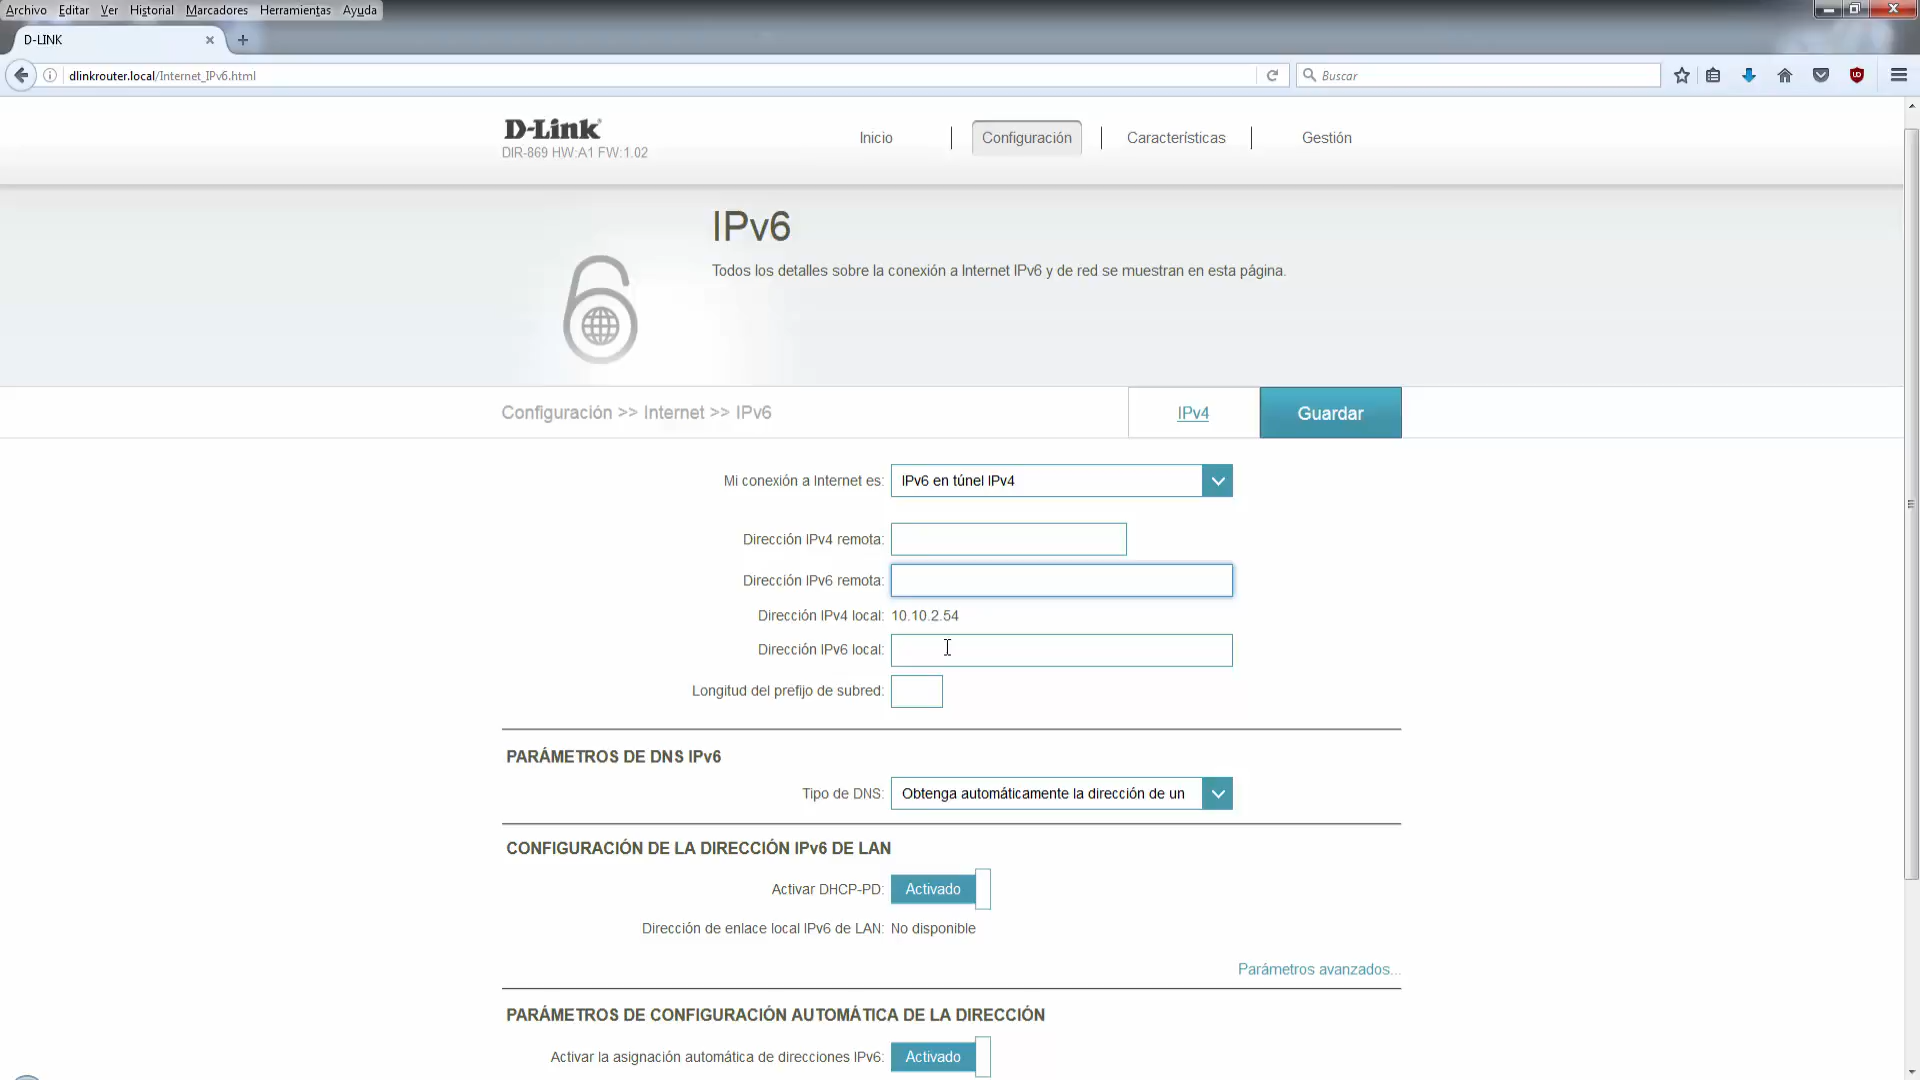 Archivo Editar Ver Historial Marcadores Herramientas Ayuda
D-LINK
dlinkrouter.local/Internet_IPv6.html
Buscar
D-Link
DIR-869 HW:A1 FW:1.02
Inicio
Configuración
Características
Gestión
IPv6
Todos los detalles sobre la conexión a Internet IPv6 y de red se muestran en esta página.
Configuración >> Internet >> IPv6
IPv4
Guardar
Mi conexión a Internet es: IPv6 en túnel IPv4
Dirección IPv4 remota:
Dirección IPv6 remota:
Dirección IPv4 local: 10.10.2.54
Dirección IPv6 local:
Longitud del prefijo de subred:
PARÁMETROS DE DNS IPv6
Tipo de DNS: Obtenga automáticamente la dirección de un
CONFIGURACIÓN DE LA DIRECCIÓN IPv6 DE LAN
Activar DHCP-PD: Activado
Dirección de enlace local IPv6 de LAN: No disponible
Parámetros avanzados...
PARÁMETROS DE CONFIGURACIÓN AUTOMÁTICA DE LA DIRECCIÓN
Activar la asignación automática de direcciones IPv6: Activado